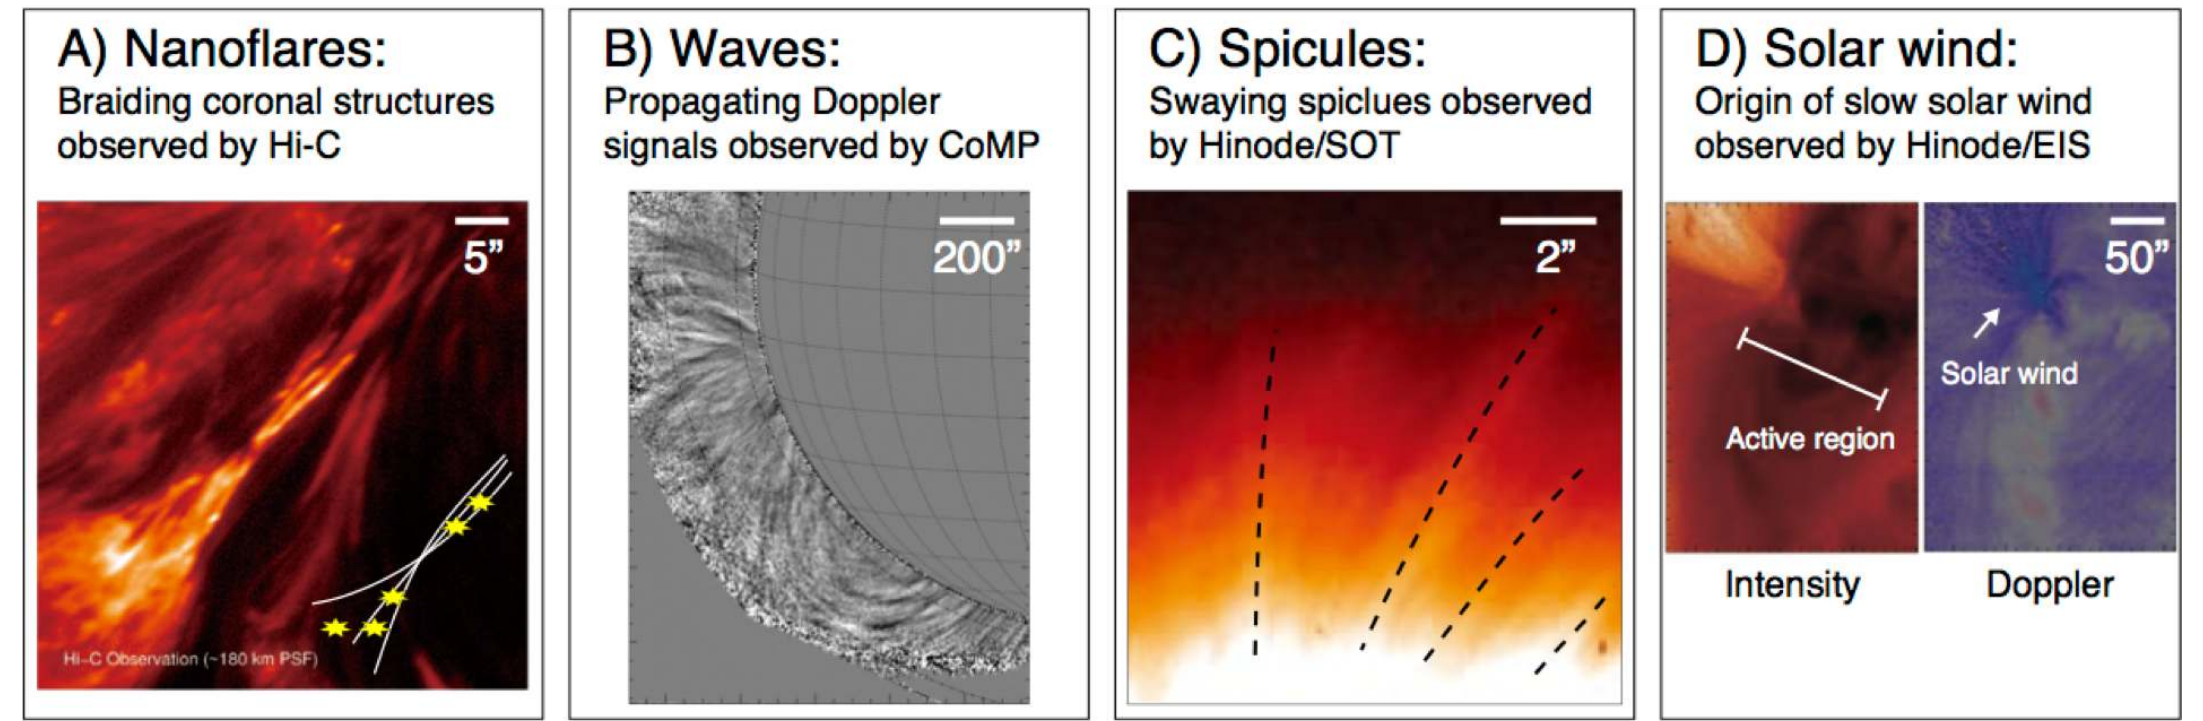 A) Nanoflares:
Braiding coronal structures
observed by Hi-C
5”
Hi-C Observation (~180 km PSF)
B) Waves:
Propagating Doppler
signals observed by CoMP
200”
C) Spicules:
Swaying spiclues observed
by Hinode/SOT
2”
D) Solar wind:
Origin of slow solar wind
observed by Hinode/EIS
50”
Solar wind
Active region
Intensity
Doppler